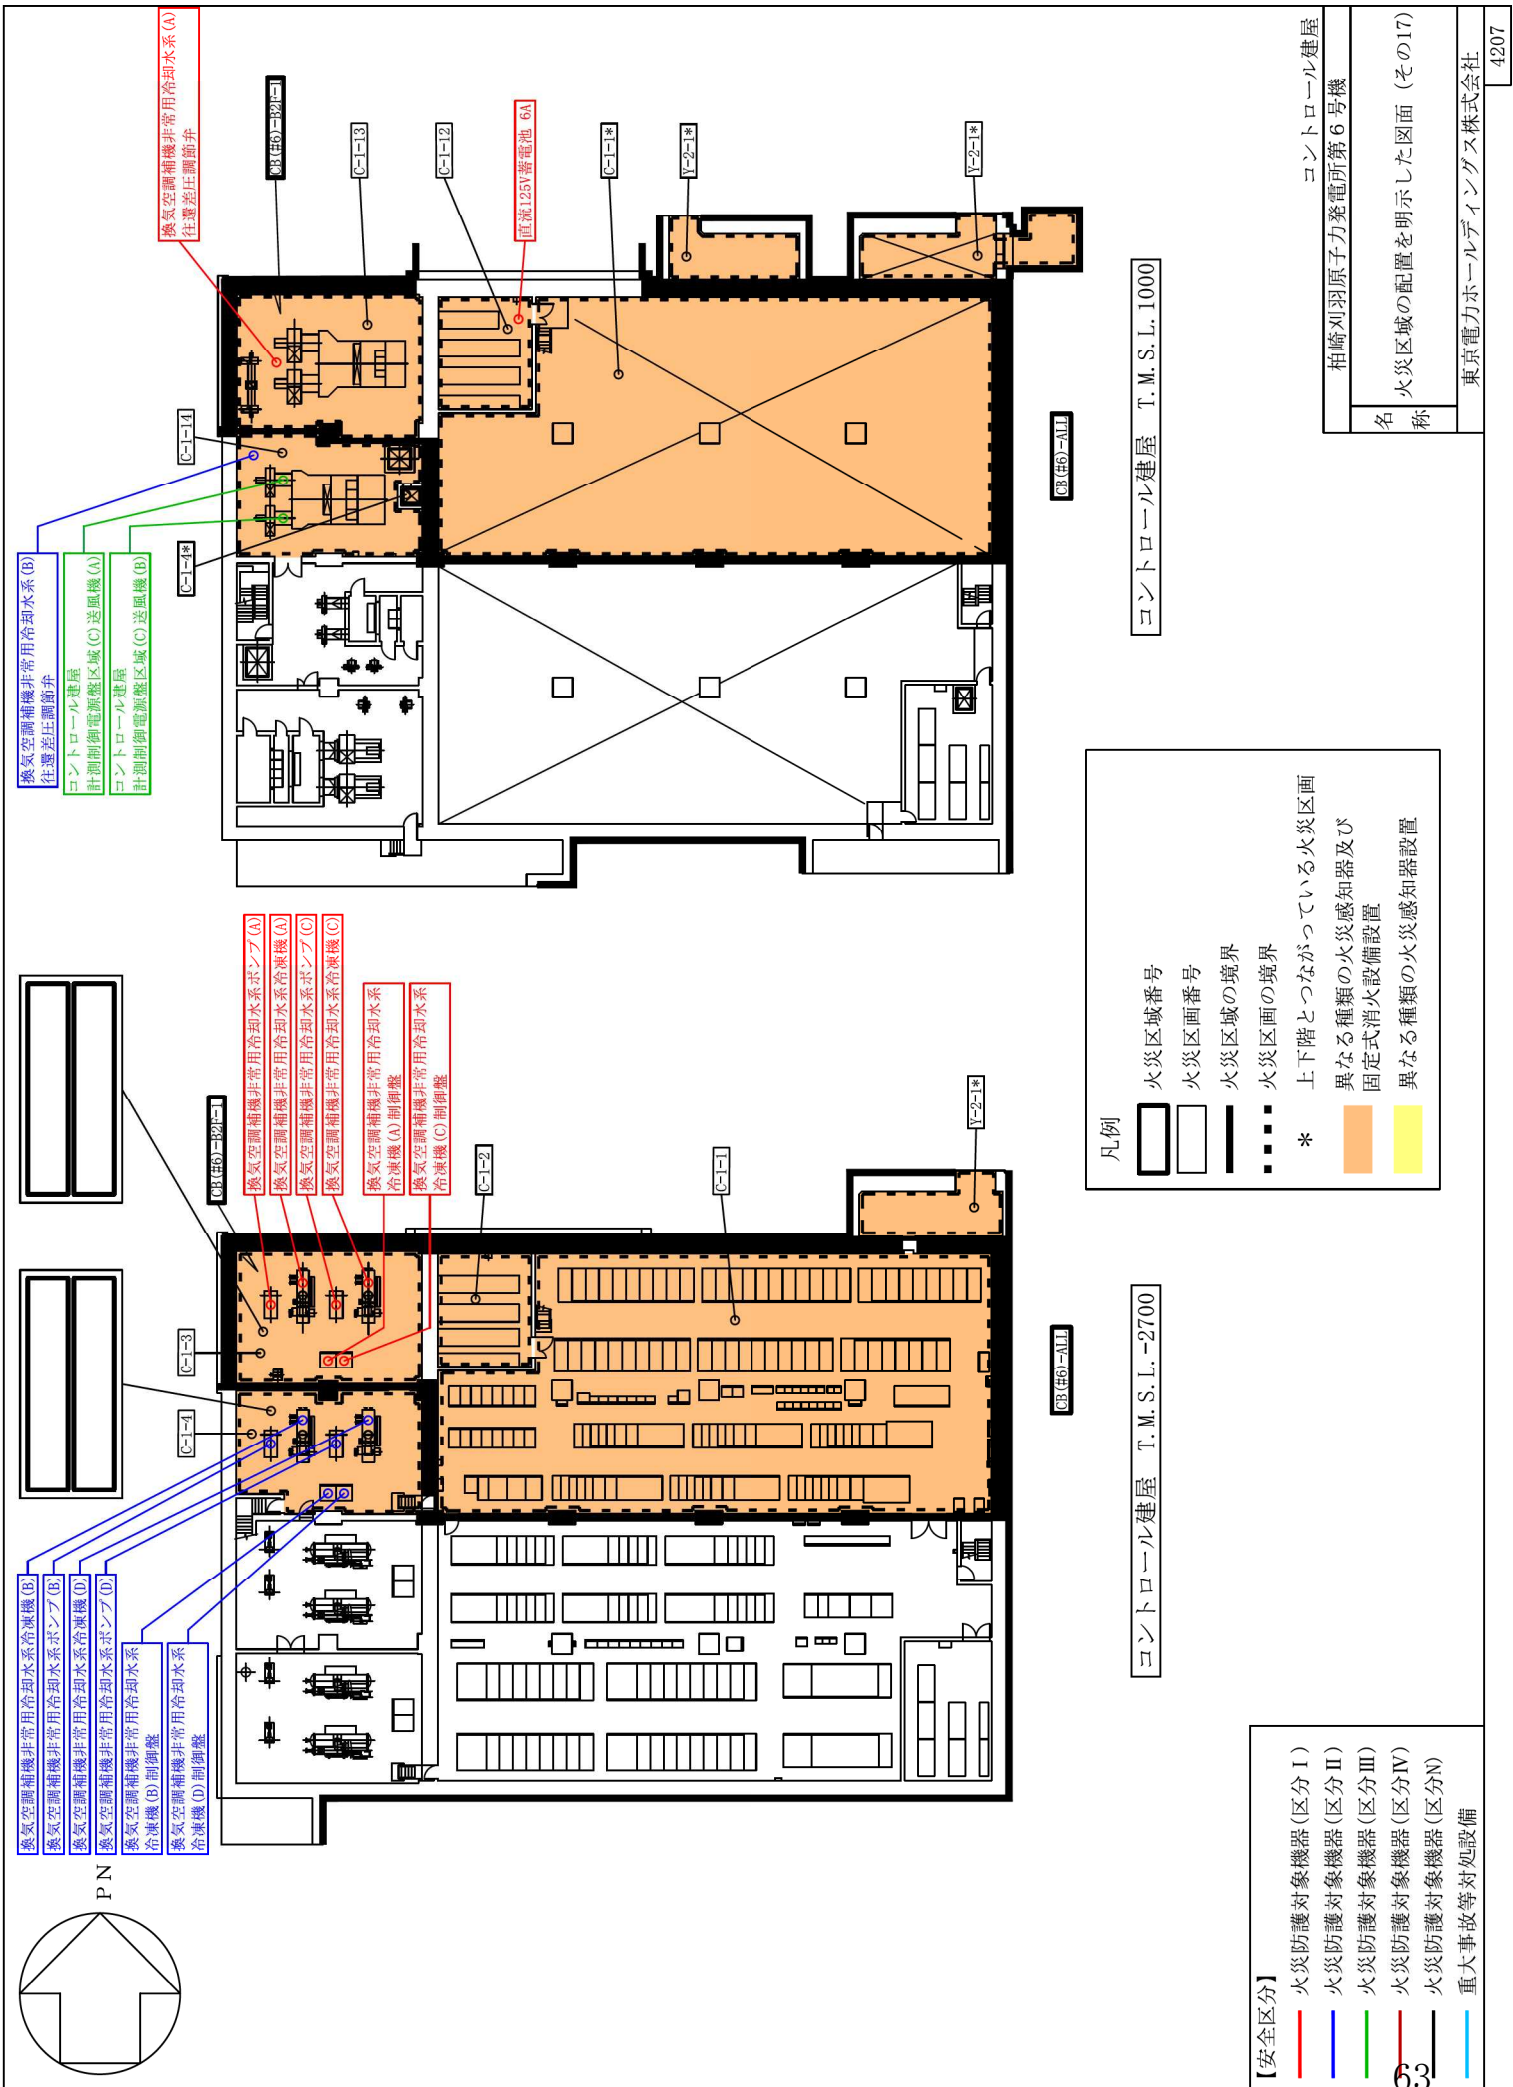 換気空調補機非常用冷却水系冷凍機(B)
換気空調補機非常用冷却水系ポンプ(B)
換気空調補機非常用冷却水系冷凍機(D)
換気空調補機非常用冷却水系ポンプ(D)
換気空調補機非常用冷却水系
冷凍機(B)制御盤
換気空調補機非常用冷却水系
冷凍機(D)制御盤
PN
C-1-4
C-1-3
CB(#6)-B2F-1
換気空調補機非常用冷却水系ポンプ(A)
換気空調補機非常用冷却水系冷凍機(A)
換気空調補機非常用冷却水系ポンプ(C)
換気空調補機非常用冷却水系冷凍機(C)
換気空調補機非常用冷却水系
冷凍機(A)制御盤
換気空調補機非常用冷却水系
冷凍機(C)制御盤
C-1-2
C-1-1
Y-2-1*
CB(#6)-ALL
コントロール建屋 T.M.S.L.-2700
換気空調補機非常用冷却水系(B)
往還差圧調節弁
コントロール建屋
計測制御電源盤区域(C)送風機(A)
コントロール建屋
計測制御電源盤区域(C)送風機(B)
C-1-4*
C-1-14
換気空調補機非常用冷却水系(A)
往還差圧調節弁
CB(#6)-B2F-1
C-1-13
C-1-12
直流125V蓄電池 6A
C-1-1*
Y-2-1*
Y-2-1*
CB(#6)-ALL
コントロール建屋 T.M.S.L.1000
凡例
火災区域番号
火災区画番号
火災区域の境界
火災区画の境界
* 上下階とつながっている火災区画
異なる種類の火災感知器及び
固定式消火設備設置
異なる種類の火災感知器設置
【安全区分】
火災防護対象機器(区分Ⅰ)
火災防護対象機器(区分Ⅱ)
火災防護対象機器(区分Ⅲ)
火災防護対象機器(区分Ⅳ)
火災防護対象機器(区分N)
重大事故等対処設備
コントロール建屋
柏崎刈羽原子力発電所第6号機
名称
火災区域の配置を明示した図面 (その17)
東京電力ホールディングス株式会社
4207
63